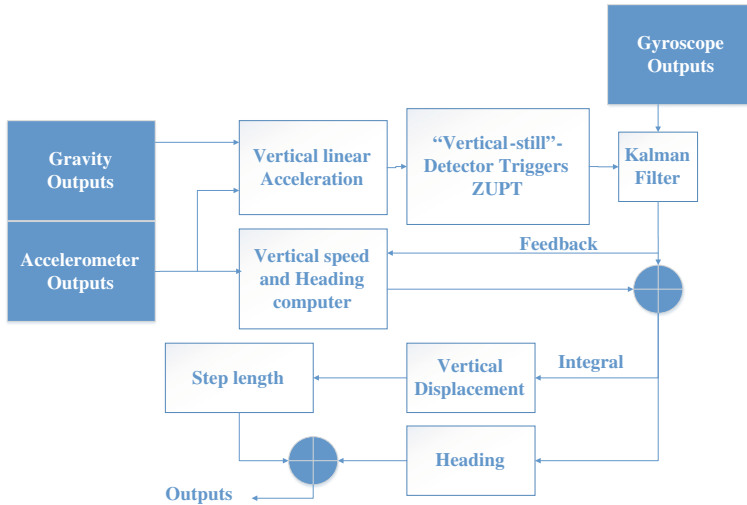 Gyroscope
Outputs
Gravity
Outputs
Vertical linear
Acceleration
“Vertical-still”-
Detector Triggers
ZUPT
Kalman
Filter
Accelerometer
Outputs
Vertical speed
and Heading
computer
Feedback
Step length
Vertical
Displacement
Integral
Heading
Outputs